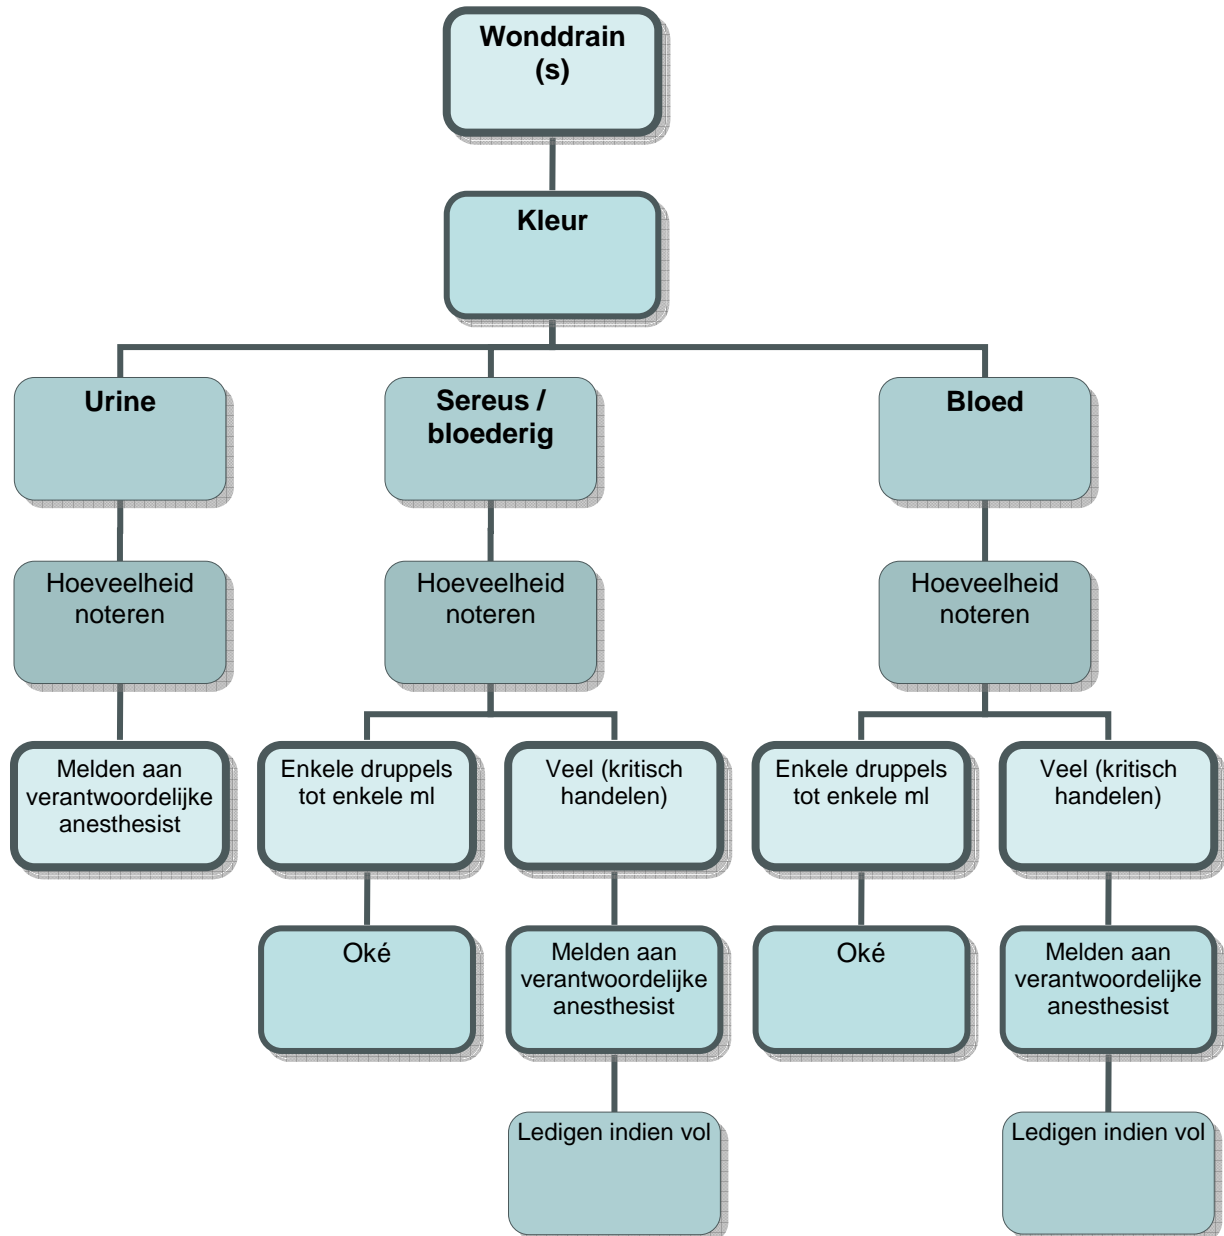 Wonddrain
(s)
Kleur
Urine
Sereus /
bloederig
Bloed
Hoeveelheid
noteren
Hoeveelheid
noteren
Hoeveelheid
noteren
Melden aan
verantwoordelijke
anesthesist
Enkele druppels
tot enkele ml
Veel (kritisch
handelen)
Enkele druppels
tot enkele ml
Veel (kritisch
handelen)
Oké
Melden aan
verantwoordelijke
anesthesist
Oké
Melden aan
verantwoordelijke
anesthesist
Ledigen indien vol
Ledigen indien vol